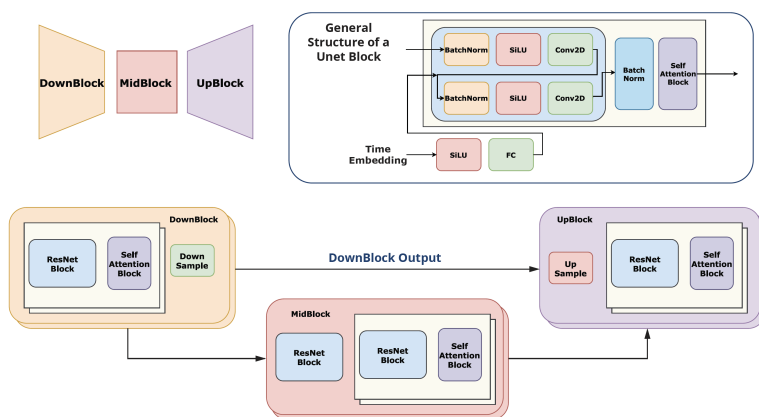 DownBlock
MidBlock
UpBlock
General
Structure of a
Unet Block
BatchNorm
SiLU
Conv2D
BatchNorm
SiLU
Conv2D
Batch
Norm
Self
Attention
Block
Time
Embedding
SiLU
FC
DownBlock
ResNet
Block
Self
Attention
Block
Down
Sample
DownBlock Output
UpBlock
Up
Sample
ResNet
Block
Self
Attention
Block
MidBlock
ResNet
Block
ResNet
Block
Self
Attention
Block